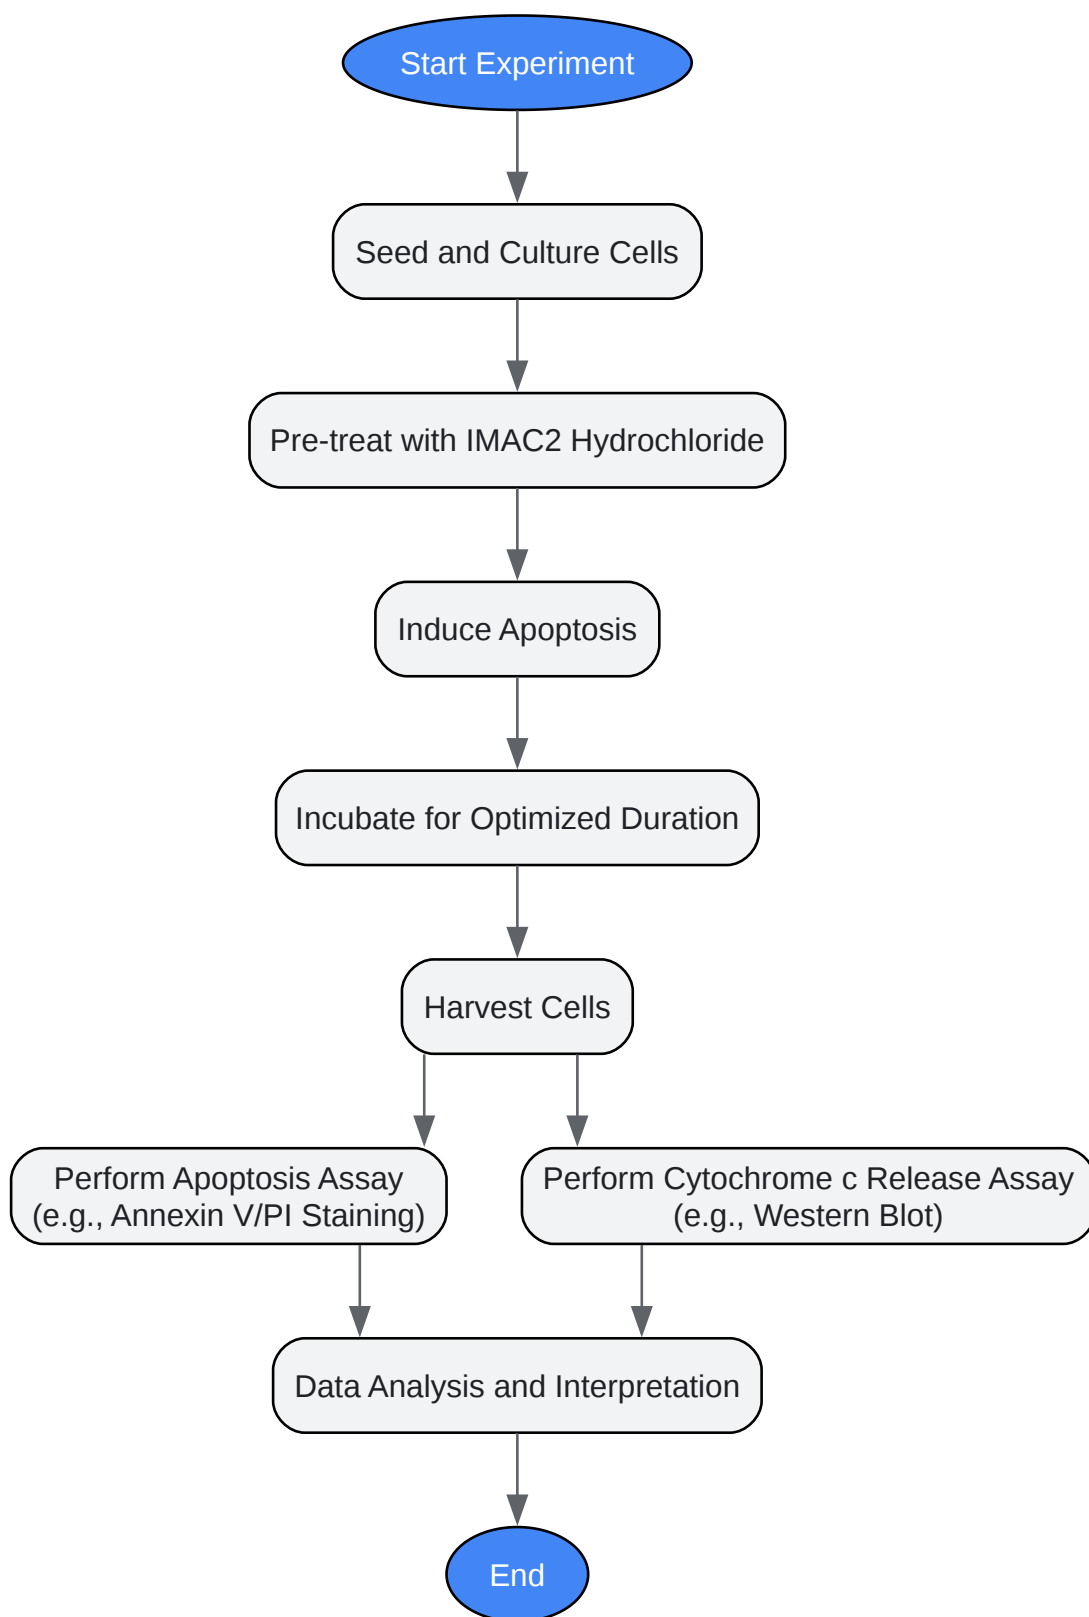 Start Experiment
Seed and Culture Cells
Pre-treat with IMAC2 Hydrochloride
Induce Apoptosis
Incubate for Optimized Duration
Harvest Cells
Perform Apoptosis Assay
(e.g., Annexin V/PI Staining)
Perform Cytochrome c Release Assay
(e.g., Western Blot)
Data Analysis and Interpretation
End